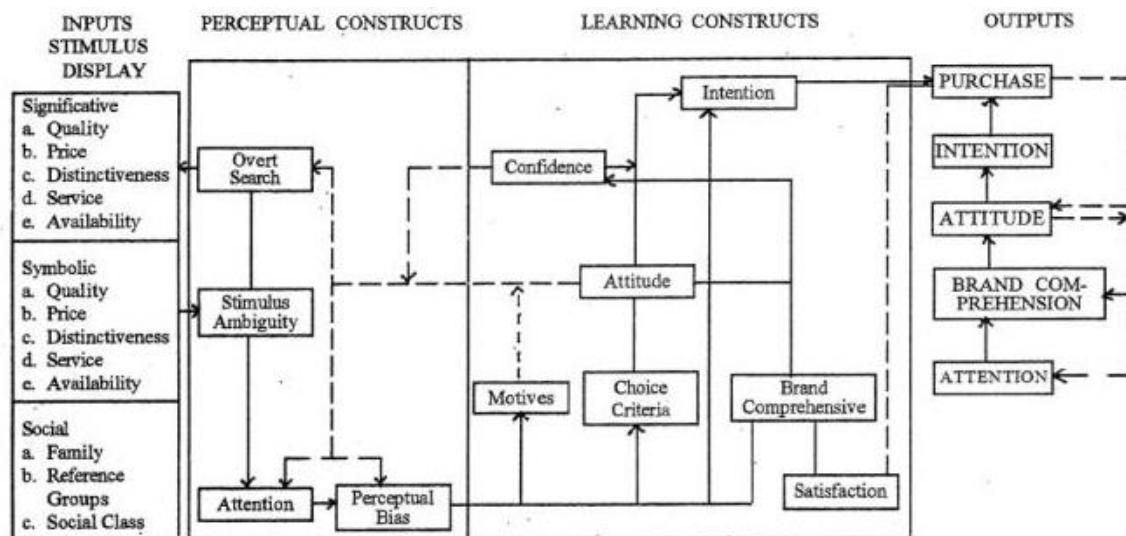 INPUTS
STIMULUS
DISPLAY
PERCEPTUAL CONSTRUCTS
LEARNING CONSTRUCTS
OUTPUTS
Significative
a. Quality
b. Price
c. Distinctiveness
d. Service
e. Availability
Symbolic
a. Quality
b. Price
c. Distinctiveness
d. Service
e. Availability
Social
a. Family
b. Reference
Groups
c. Social Class
Overt
Search
Stimulus
Ambiguity
Attention
Perceptual
Bias
Intention
Confidence
Attitude
Motives
Choice
Criteria
Brand
Comprehensive
Satisfaction
PURCHASE
INTENTION
ATTITUDE
BRAND COM-
PREHENSION
ATTENTION